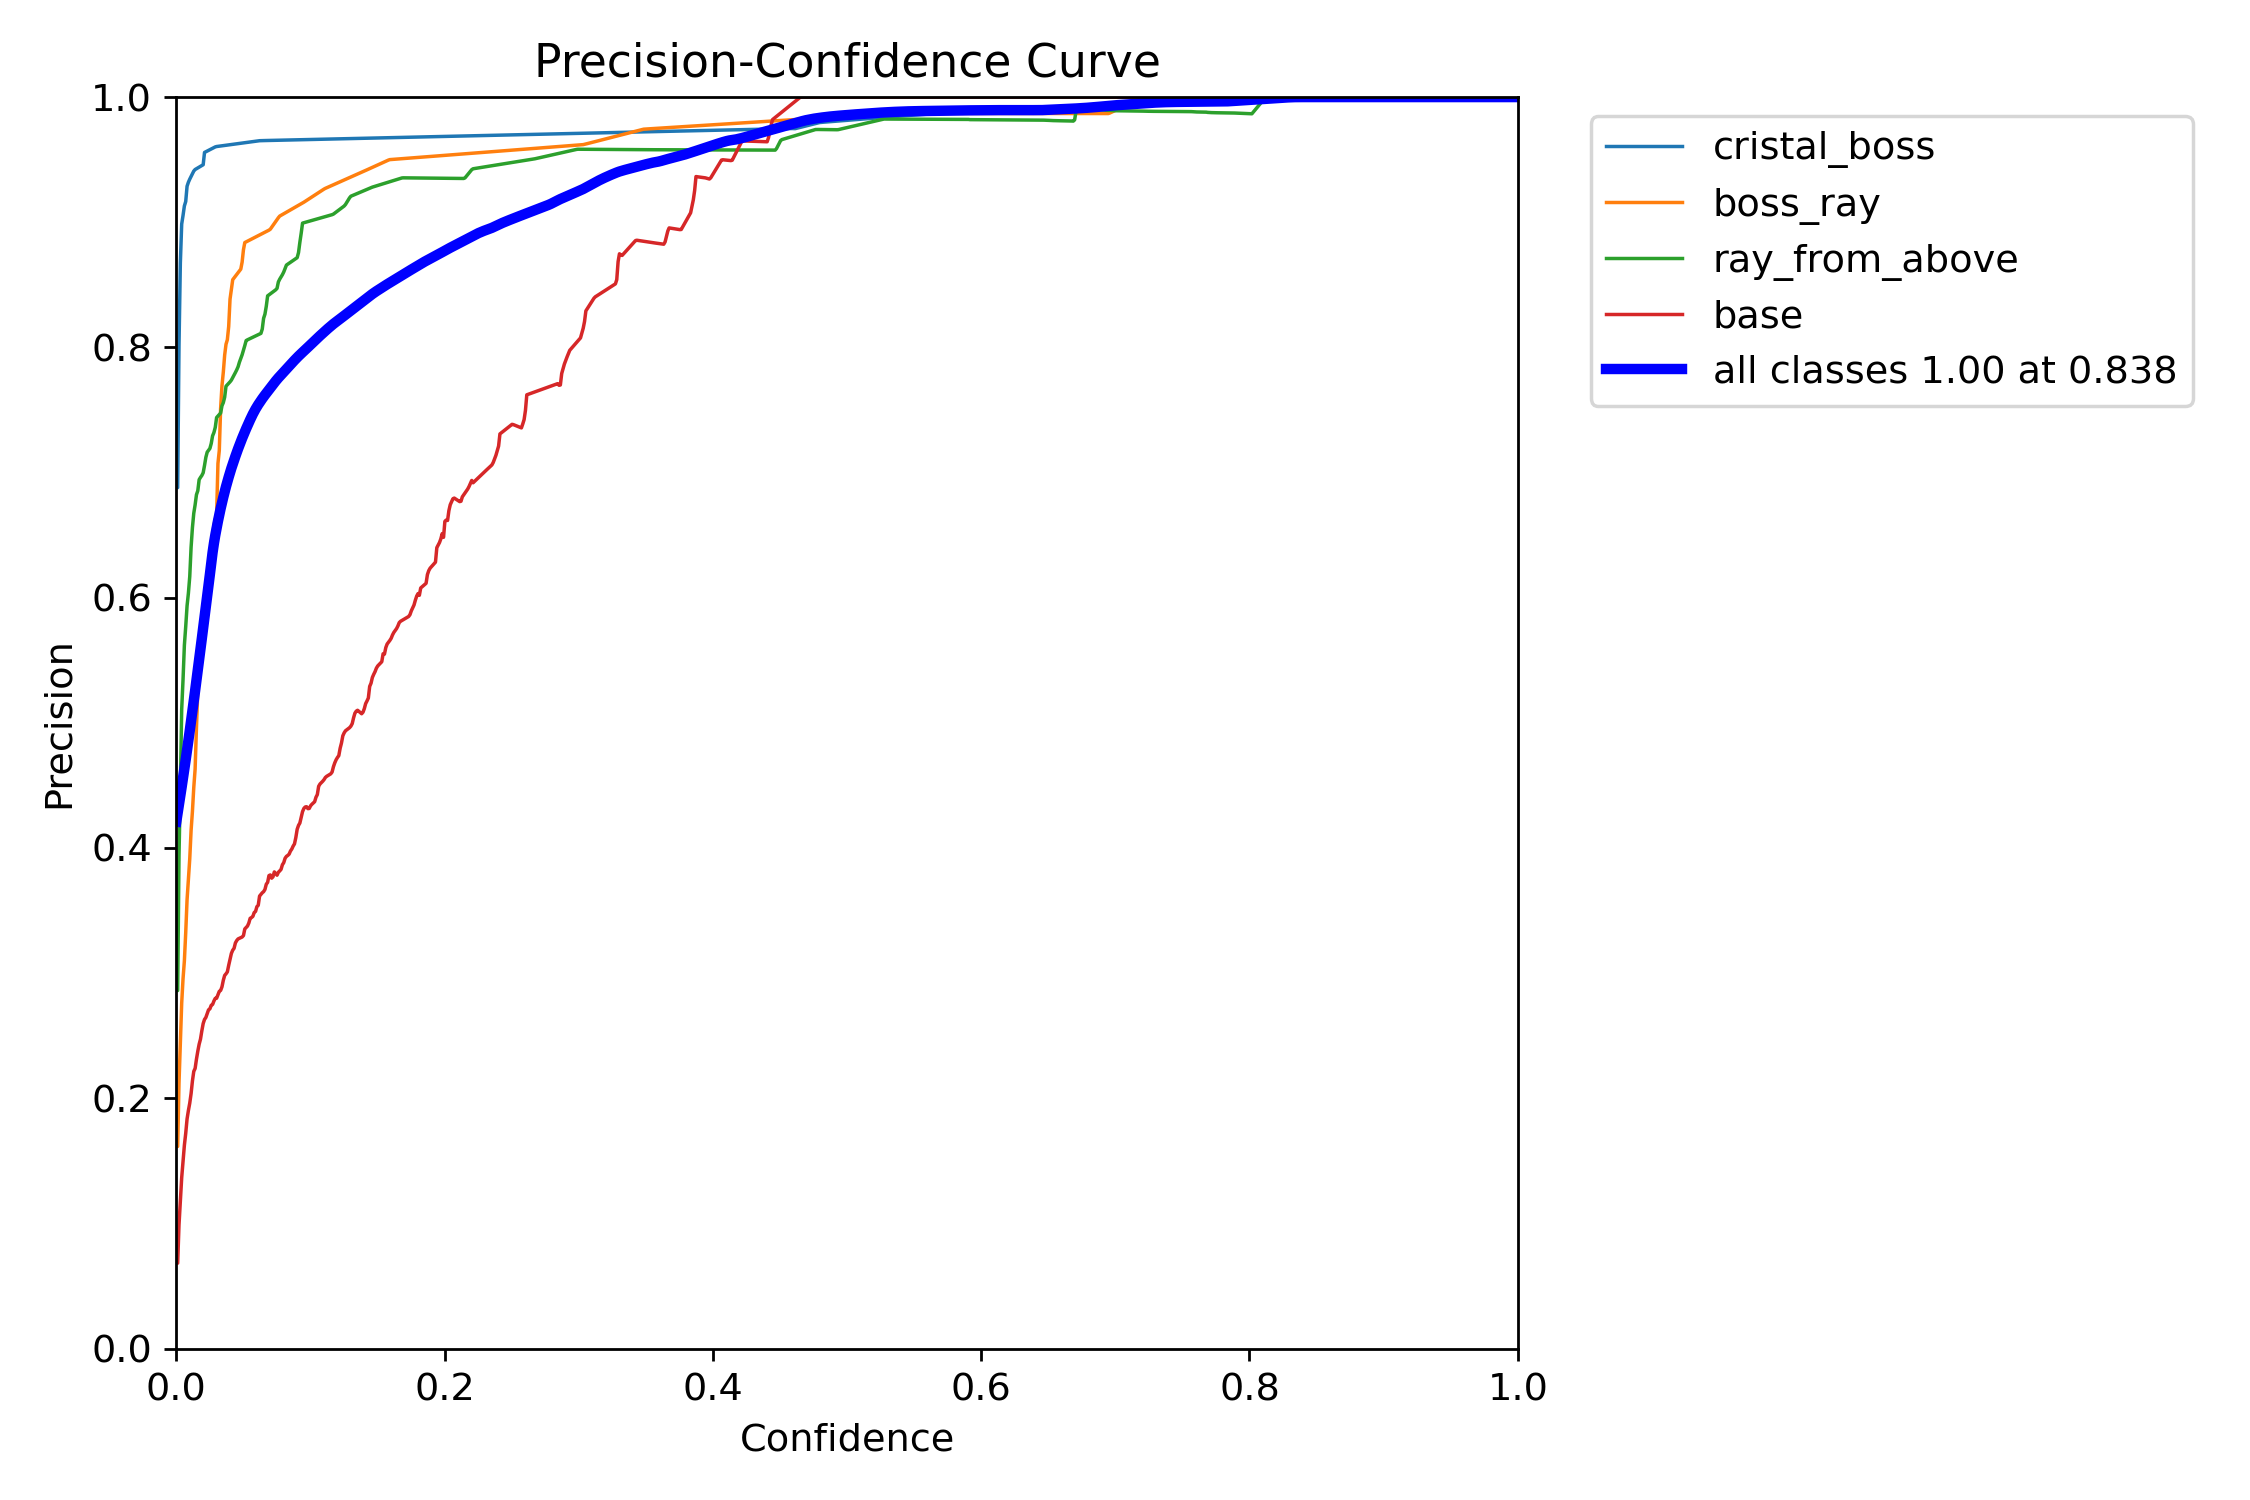 Precision-Confidence Curve
1.0
0.8
0.6
0.4
0.2
0.0
Precision
0.0 0.2 0.4 0.6 0.8 1.0
Confidence
cristal_boss
boss_ray
ray_from_above
base
all classes 1.00 at 0.838